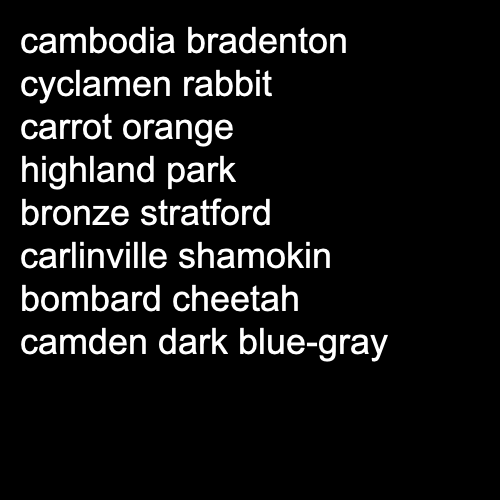 cambodia bradenton
cyclamen rabbit
carrot orange
highland park
bronze stratford
carlinville shamokin
bombard cheetah
camden dark blue-gray